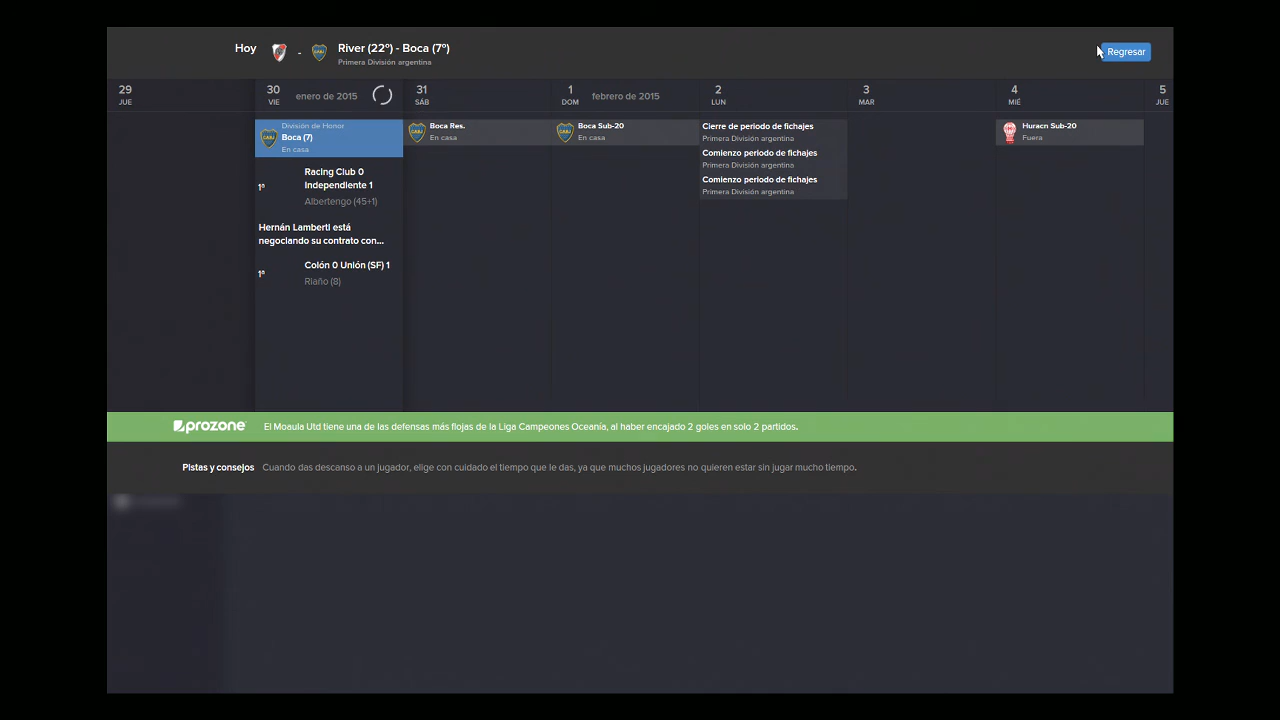 Hoy
River (22º) - Boca (7º)
Primera División argentina
Regresar
29
JUE
30
VIE
enero de 2015
31
SÁB
1
DOM
febrero de 2015
2
LUN
3
MAR
4
MIÉ
5
JUE
División de Honor
Boca (7)
En casa
1ª
Racing Club 0
Independiente 1
Albertengo (45+1)
Hernán Lamberti está
negociando su contrato con...
1ª
Colón 0 Unión (SF) 1
Riaño (8)
Boca Res.
En casa
Boca Sub-20
En casa
Cierre de periodo de fichajes
Primera División argentina
Comienzo periodo de fichajes
Primera División argentina
Comienzo periodo de fichajes
Primera División argentina
Huracn Sub-20
Fuera
prozone
El Moaula Utd tiene una de las defensas más flojas de la Liga Campeones Oceanía, al haber encajado 2 goles en solo 2 partidos.
Pistas y consejos
Cuando das descanso a un jugador, elige con cuidado el tiempo que le das, ya que muchos jugadores no quieren estar sin jugar mucho tiempo.